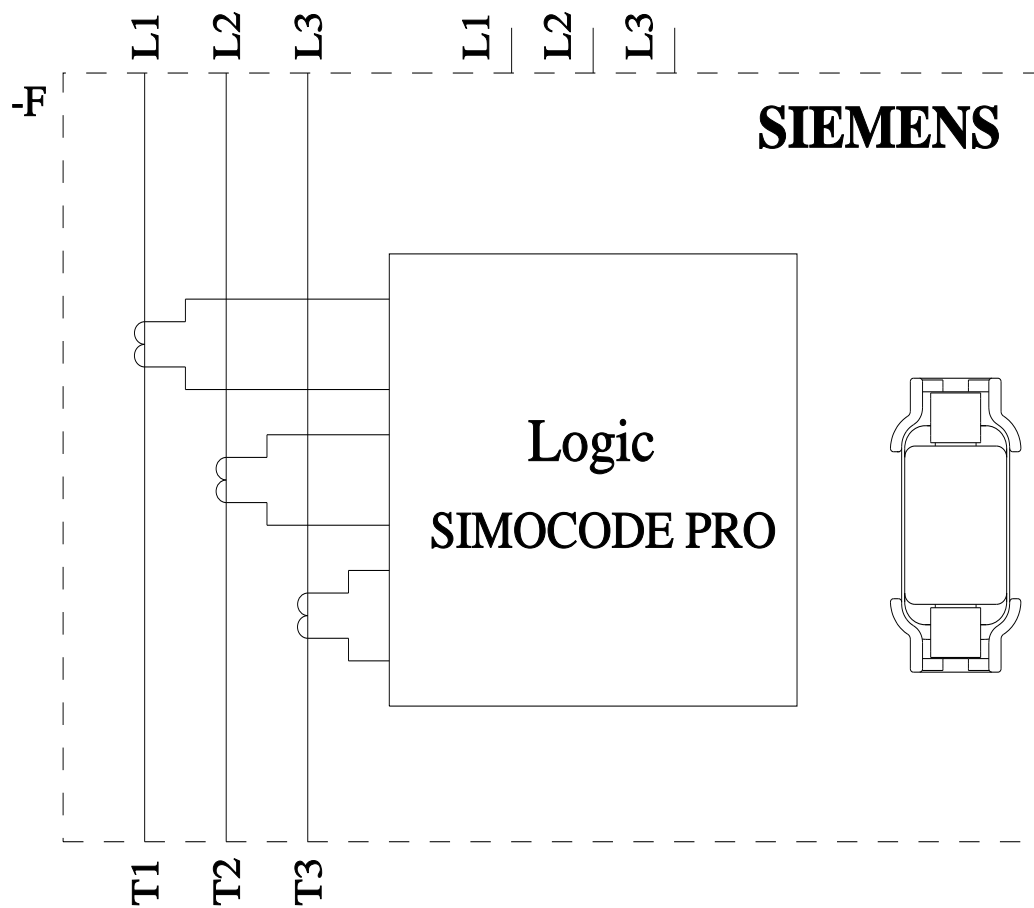 L1 L2 L3 L1 L2 L3
-F
SIEMENS
Logic
SIMOCODE PRO
T1 T2 T3